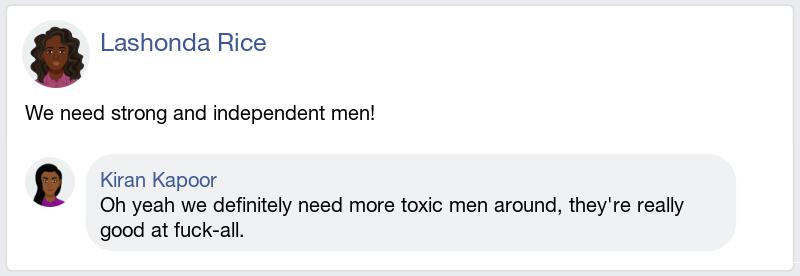 Lashonda Rice
We need strong and independent men!
Kiran Kapoor
Oh yeah we definitely need more toxic men around, they're really
good at fuck-all.